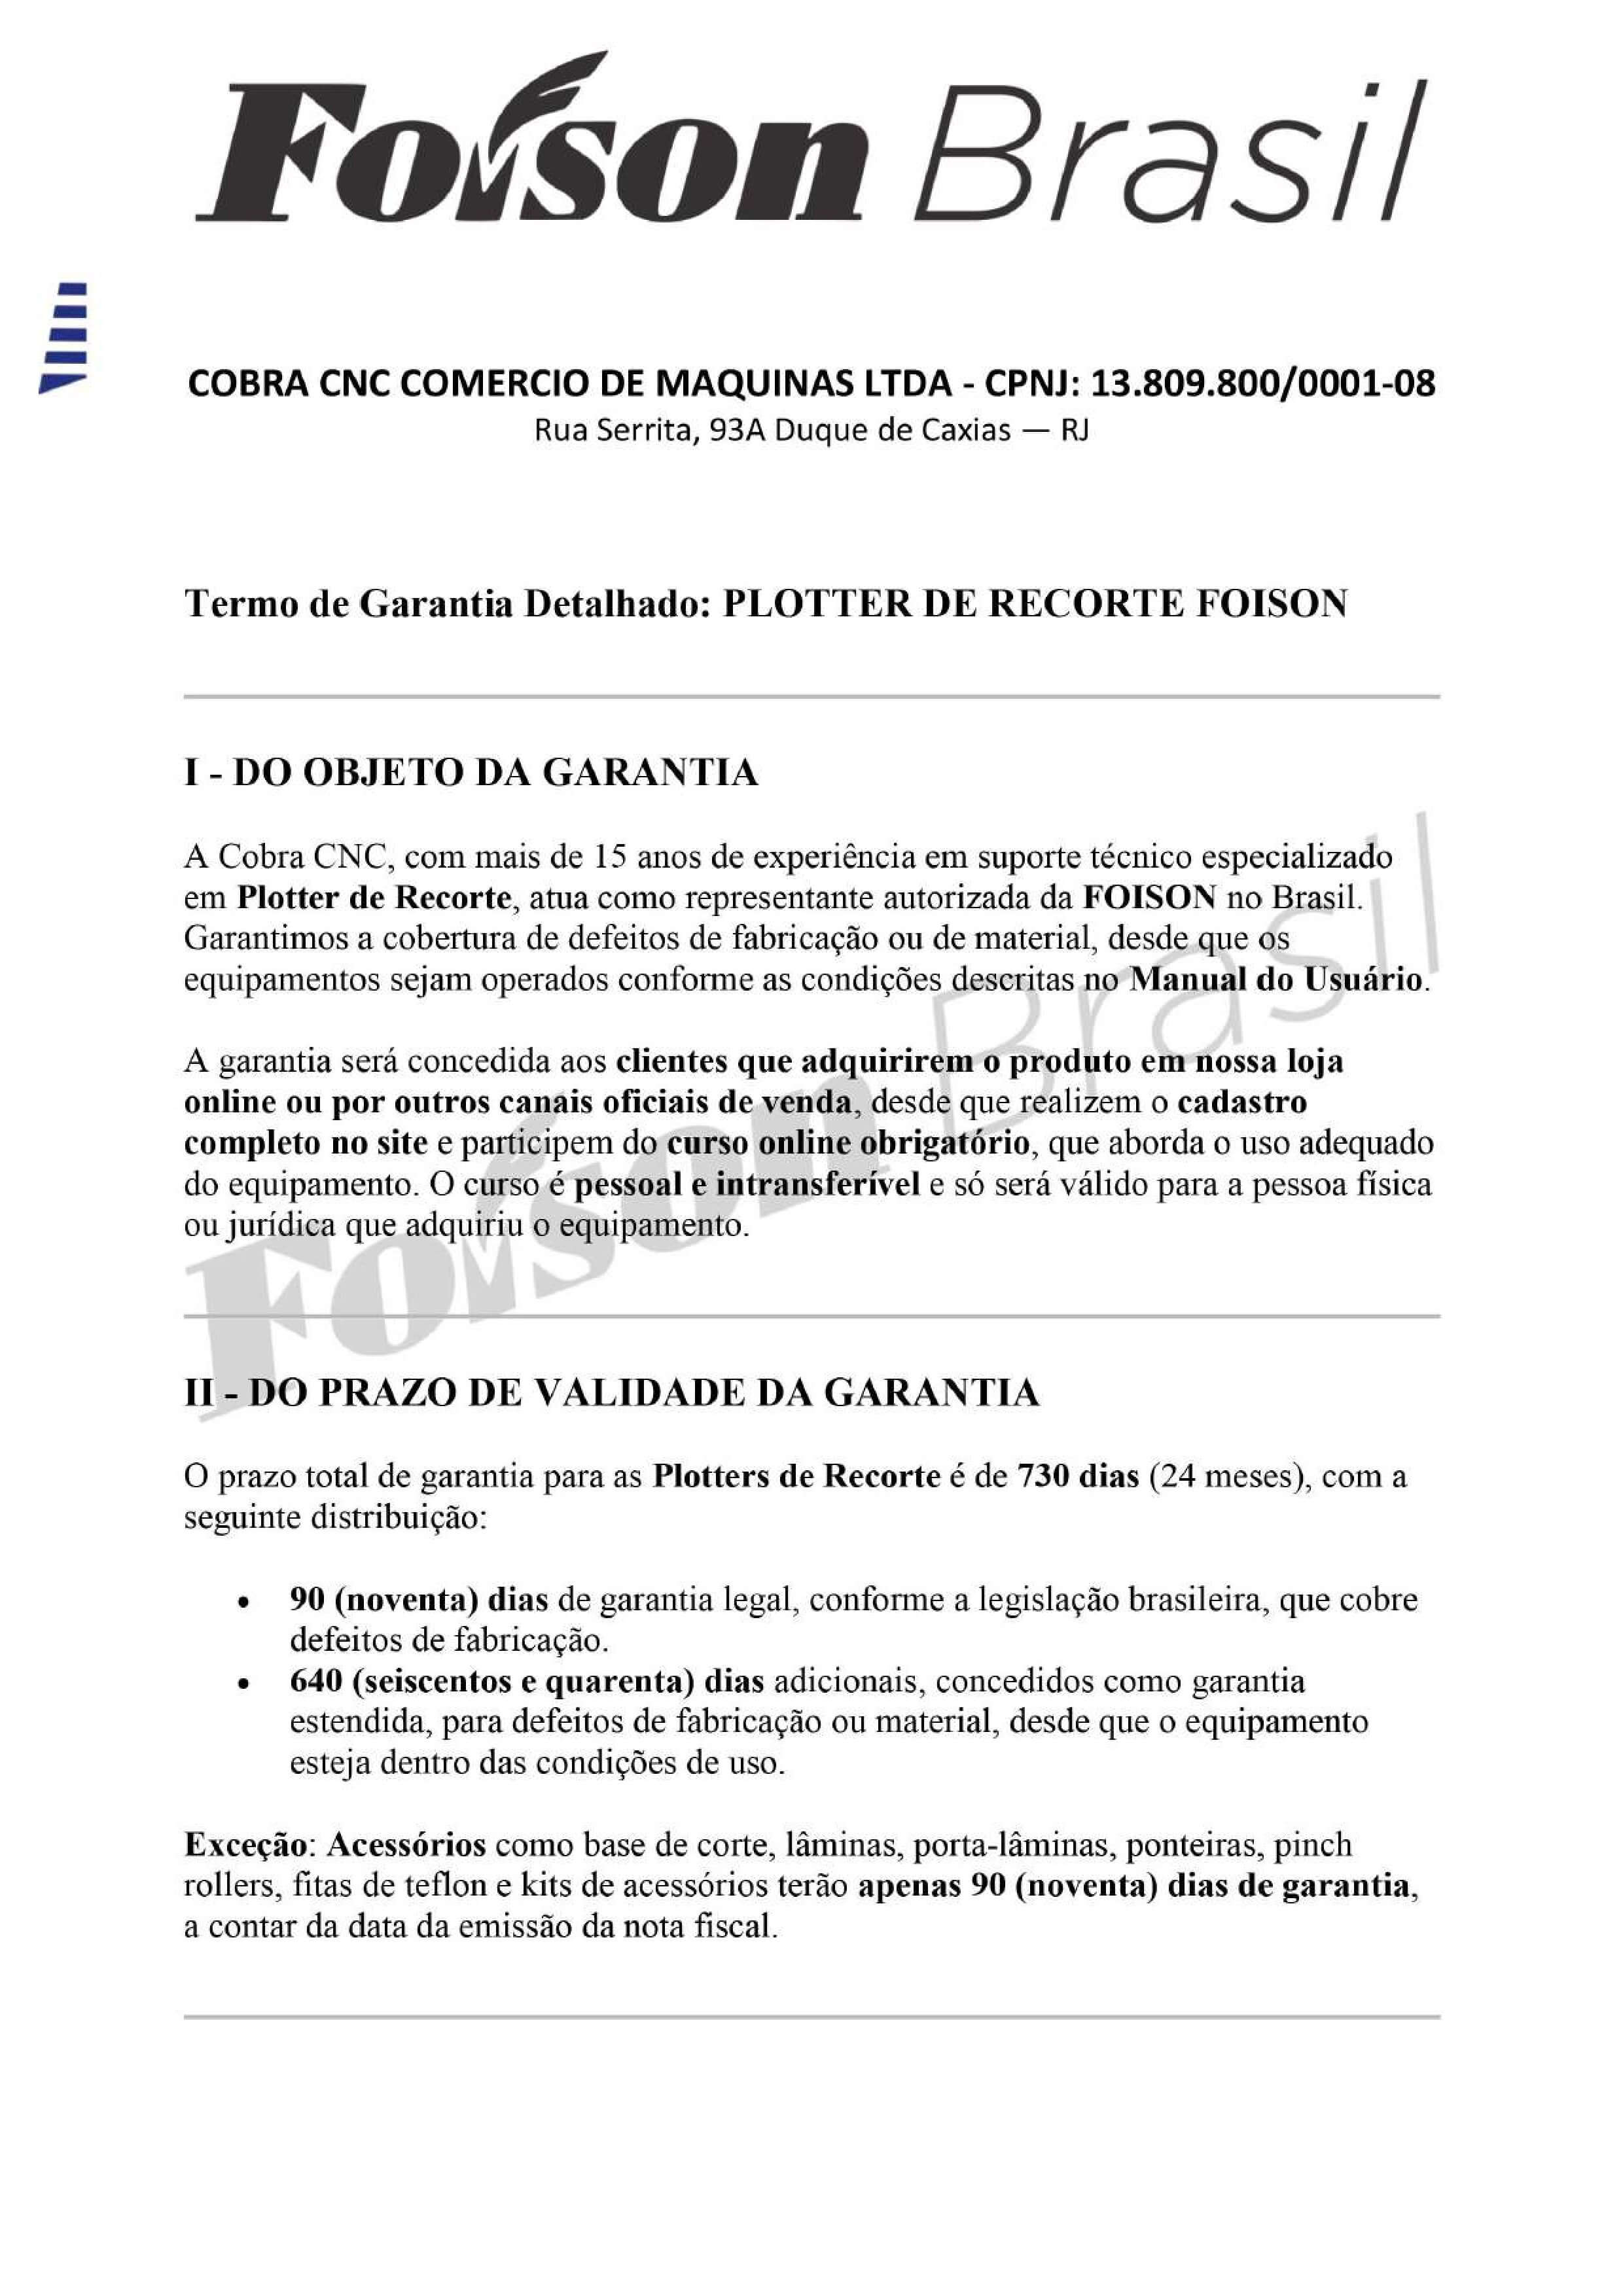 Foison Brasil
COBRA CNC COMERCIO DE MAQUINAS LTDA - CPNJ: 13.809.800/0001-08
Rua Serrita, 93A Duque de Caxias — RJ
Termo de Garantia Detalhado: PLOTTER DE RECORTE FOISON
I - DO OBJETO DA GARANTIA
A Cobra CNC, com mais de 15 anos de experiência em suporte técnico especializado
em Plotter de Recorte, atua como representante autorizada da FOISON no Brasil.
Garantimos a cobertura de defeitos de fabricação ou de material, desde que os
equipamentos sejam operados conforme as condições descritas no Manual do Usuário.
A garantia será concedida aos clientes que adquirirem o produto em nossa loja
online ou por outros canais oficiais de venda, desde que realizem o cadastro
completo no site e participem do curso online obrigatório, que aborda o uso adequado
do equipamento. O curso é pessoal e intransferível e só será válido para a pessoa física
ou jurídica que adquiriu o equipamento.
Foison Brasil
II - DO PRAZO DE VALIDADE DA GARANTIA
O prazo total de garantia para as Plotters de Recorte é de 730 dias (24 meses), com a
seguinte distribuição:
• 90 (noventa) dias de garantia legal, conforme a legislação brasileira, que cobre
defeitos de fabricação.
• 640 (seiscentos e quarenta) dias adicionais, concedidos como garantia
estendida, para defeitos de fabricação ou material, desde que o equipamento
esteja dentro das condições de uso.
Exceção: Acessórios como base de corte, lâminas, porta-lâminas, ponteiras, pinch
rollers, fitas de teflon e kits de acessórios terão apenas 90 (noventa) dias de garantia,
a contar da data da emissão da nota fiscal.